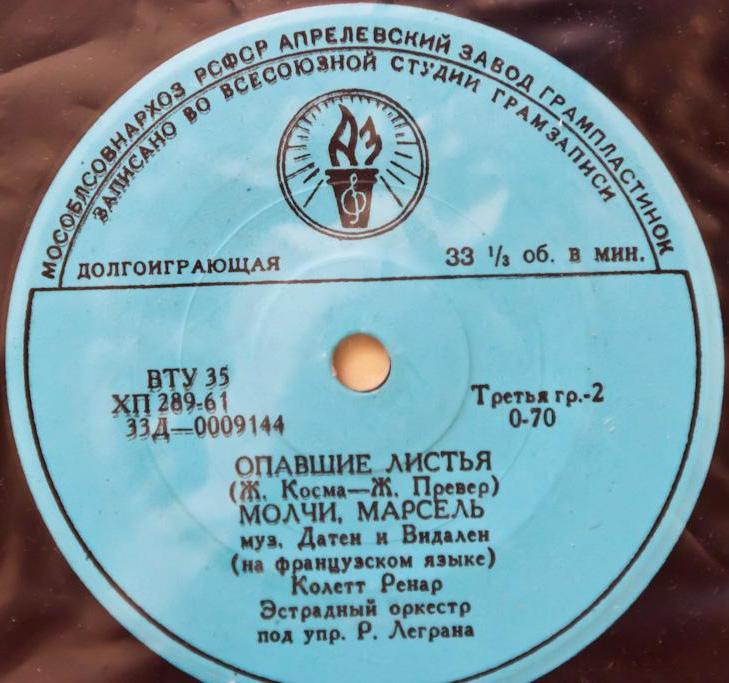 МОСОБЛСОВНАРХОЗ РСФСР АПРЕЛЕВСКИЙ ЗАВОД ГРАМПЛАСТИНОК
ЗАПИСАНО ВО ВСЕСОЮЗНОЙ СТУДИИ ГРАМЗАПИСИ
АЗ
ДОЛГОИГРАЮЩАЯ
33 1/3 об. в мин.
ВТУ 35
ХП 289-61
33Д—0009144
Третья гр.-2
0-70
ОПАВШИЕ ЛИСТЬЯ
(Ж. Косма—Ж. Превер)
МОЛЧИ, МАРСЕЛЬ
муз. Датен и Видален
(на французском языке)
Колетт Ренар
Эстрадный оркестр
под упр. Р. Леграна